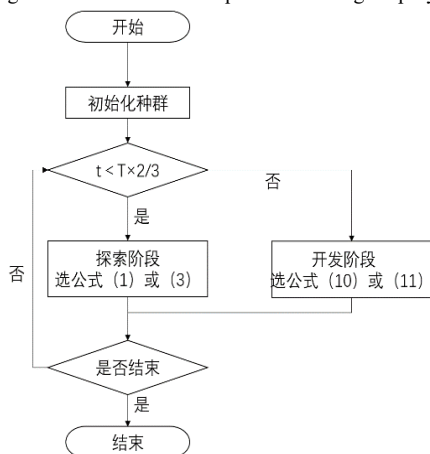 开始
初始化种群
t < T×2/3
否
是
探索阶段
选公式（1）或（3）
开发阶段
选公式（10）或（11）
否
是否结束
是
结束